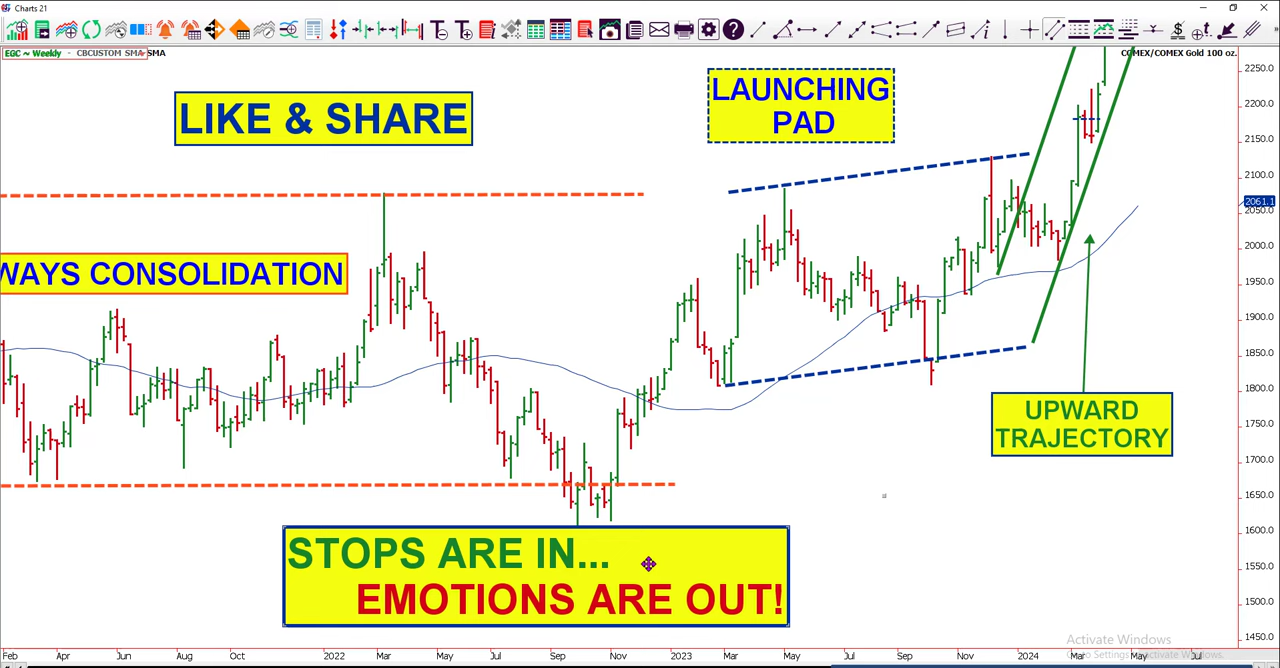 Charts 21
EGC ~ Weekly - CBCUSTOM SMA SMA
COMEX/COMEX Gold 100 oz.
LIKE & SHARE
LAUNCHING
PAD
WAYS CONSOLIDATION
UPWARD
TRAJECTORY
STOPS ARE IN...
EMOTIONS ARE OUT!
2250.0
2200.0
2150.0
2100.0
2061.1
2050.0
2000.0
1950.0
1900.0
1850.0
1800.0
1750.0
1700.0
1650.0
1600.0
1550.0
1500.0
1450.0
Activate Windows
Go to Settings to activate Windows.
Feb Apr Jun Aug Oct 2022 Mar May Jul Sep Nov 2023 Mar May Jul Sep Nov 2024 Mar May Jul